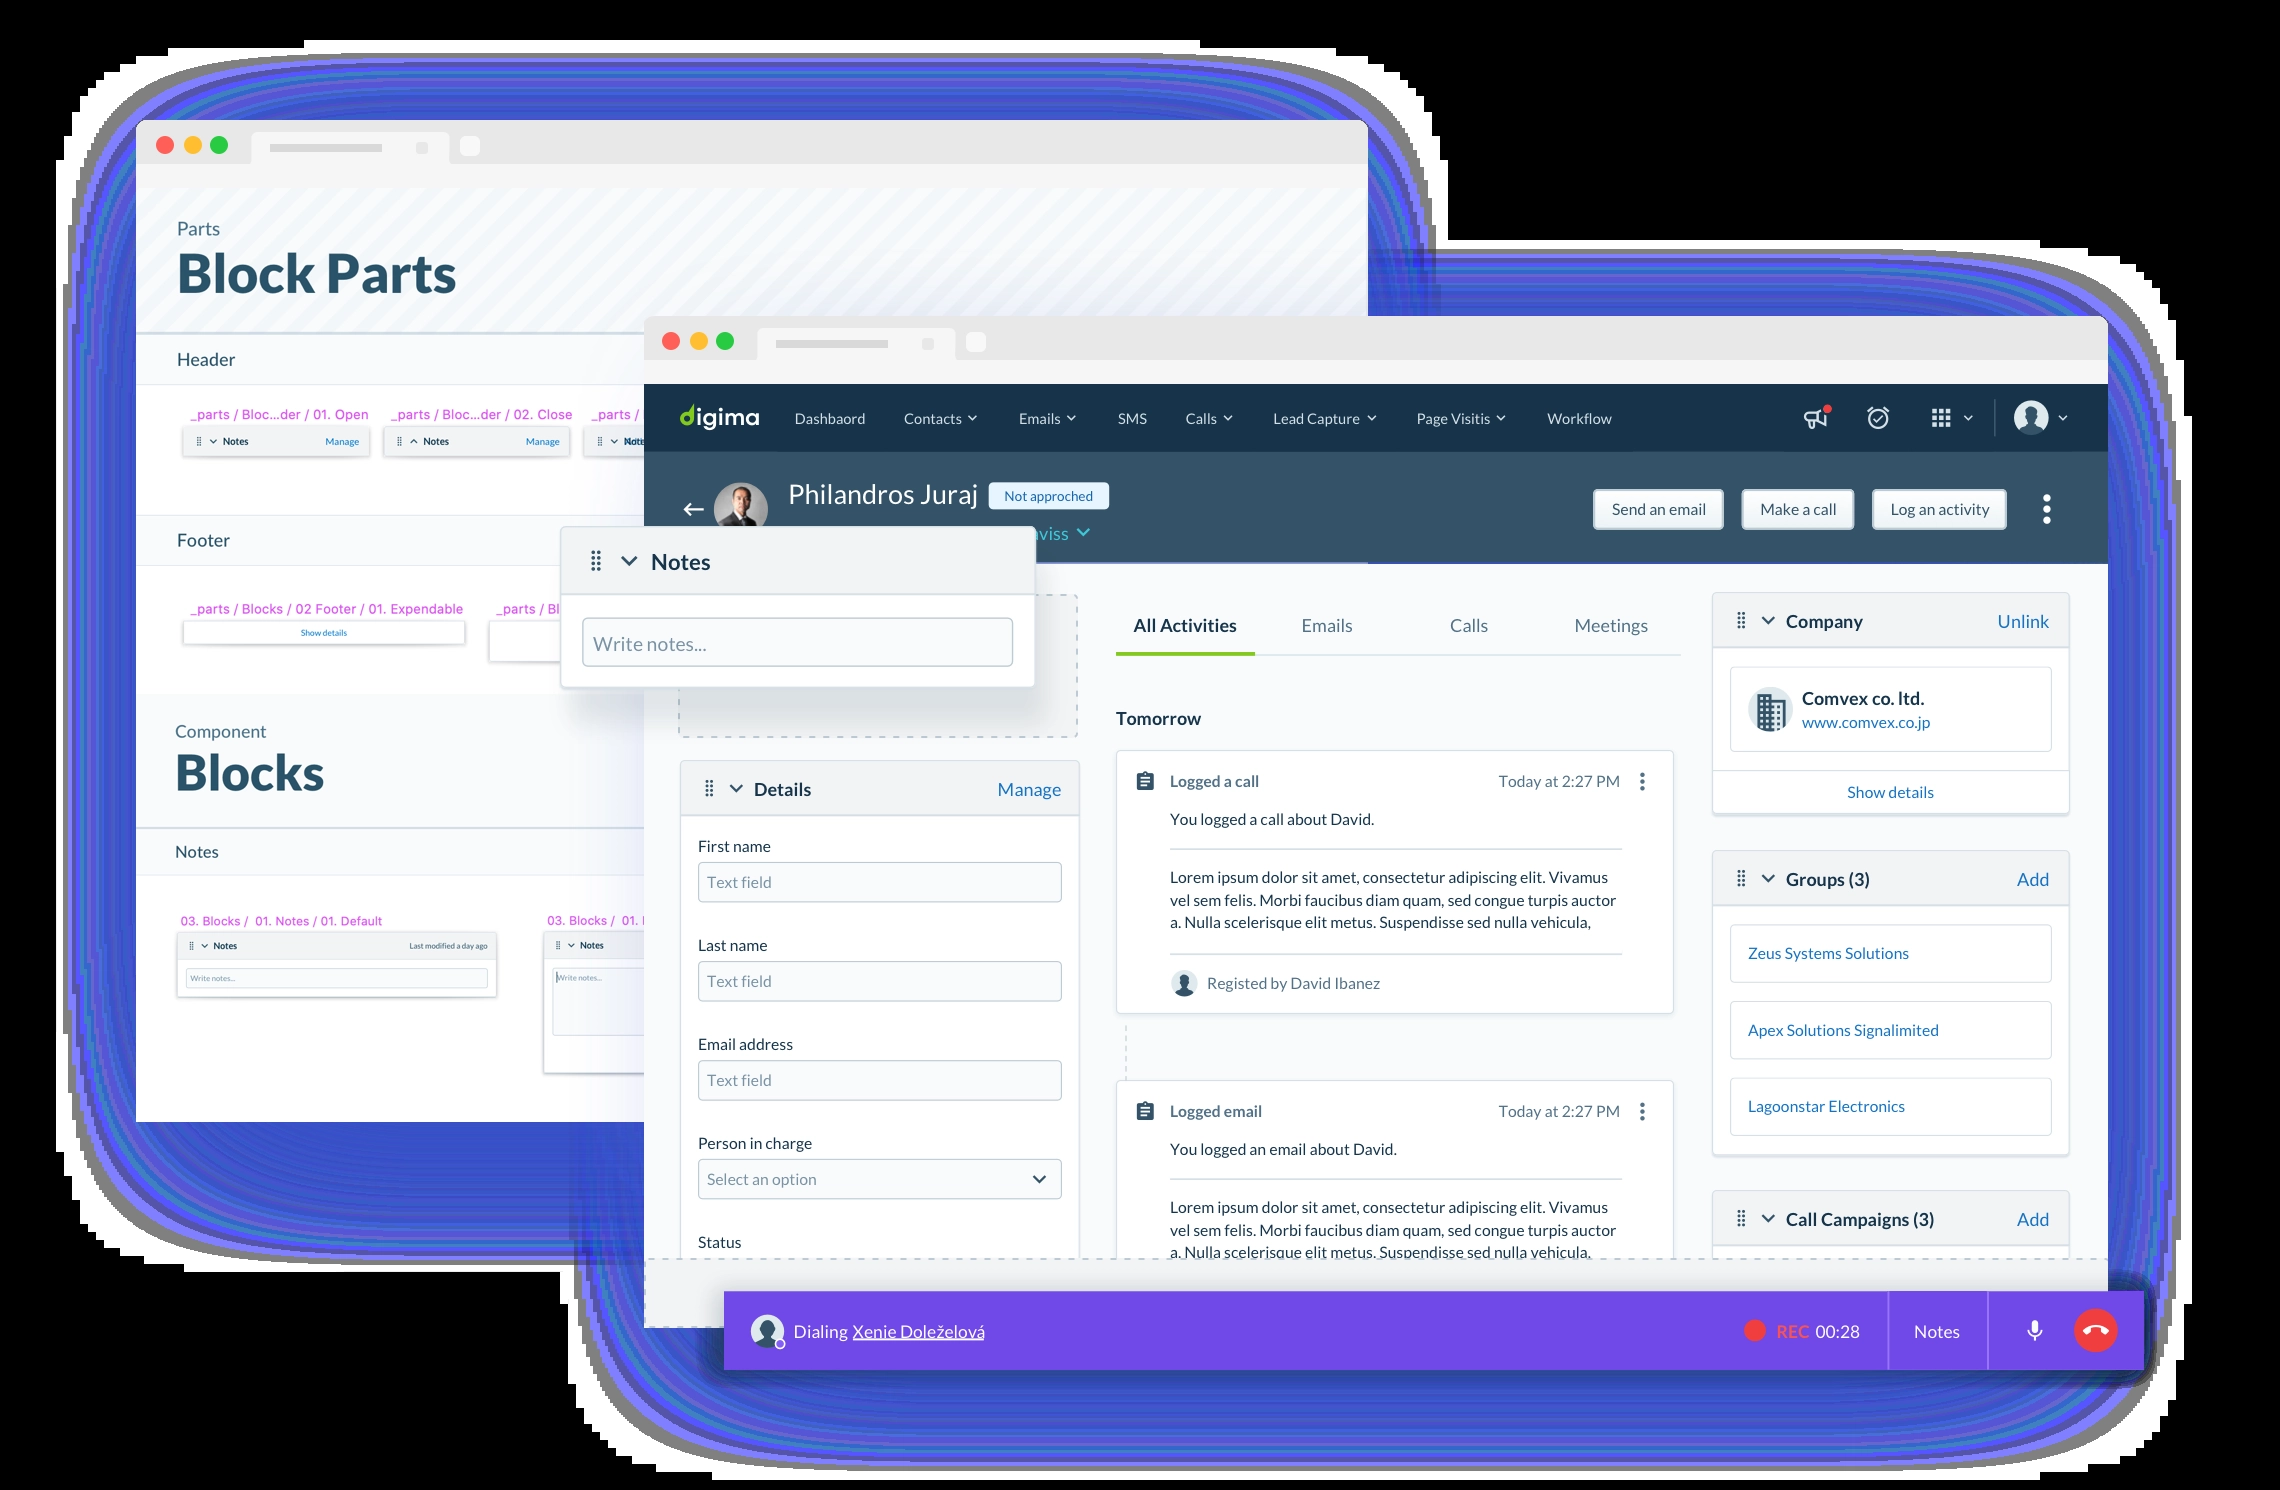 Parts
Block Parts
Header
_parts / Bloc...der / 01. Open
_parts / Bloc...der / 02. Close
_parts /
Notes
Manage
Notes
Manage
Footer
_parts / Blocks / 02 Footer / 01. Expendable
_parts / Bl
Show details
Component
Blocks
Notes
03. Blocks / 01. Notes / 01. Default
03. Blocks / 01.
Notes
Last modified a day ago
Write notes...
Notes
Write notes...
digima
Dashbaord
Contacts
Emails
SMS
Calls
Lead Capture
Page Visitis
Workflow
Philandros Juraj
Not approched
viss
Send an email
Make a call
Log an activity
Notes
Write notes...
Details
Manage
First name
Text field
Last name
Text field
Email address
Text field
Person in charge
Select an option
Status
All Activities
Emails
Calls
Meetings
Tomorrow
Logged a call
Today at 2:27 PM
You logged a call about David.
Lorem ipsum dolor sit amet, consectetur adipiscing elit. Vivamus
vel sem felis. Morbi faucibus diam quam, sed congue turpis auctor
a. Nulla scelerisque elit metus. Suspendisse sed nulla vehicula,
Registed by David Ibanez
Logged email
Today at 2:27 PM
You logged an email about David.
Lorem ipsum dolor sit amet, consectetur adipiscing elit. Vivamus
vel sem felis. Morbi faucibus diam quam, sed congue turpis auctor
a. Nulla scelerisque elit metus. Suspendisse sed nulla vehicula,
Company
Unlink
Comvex co. ltd.
www.comvex.co.jp
Show details
Groups (3)
Add
Zeus Systems Solutions
Apex Solutions Signalimited
Lagoonstar Electronics
Call Campaigns (3)
Add
Dialing Xenie Doleželová
REC 00:28
Notes